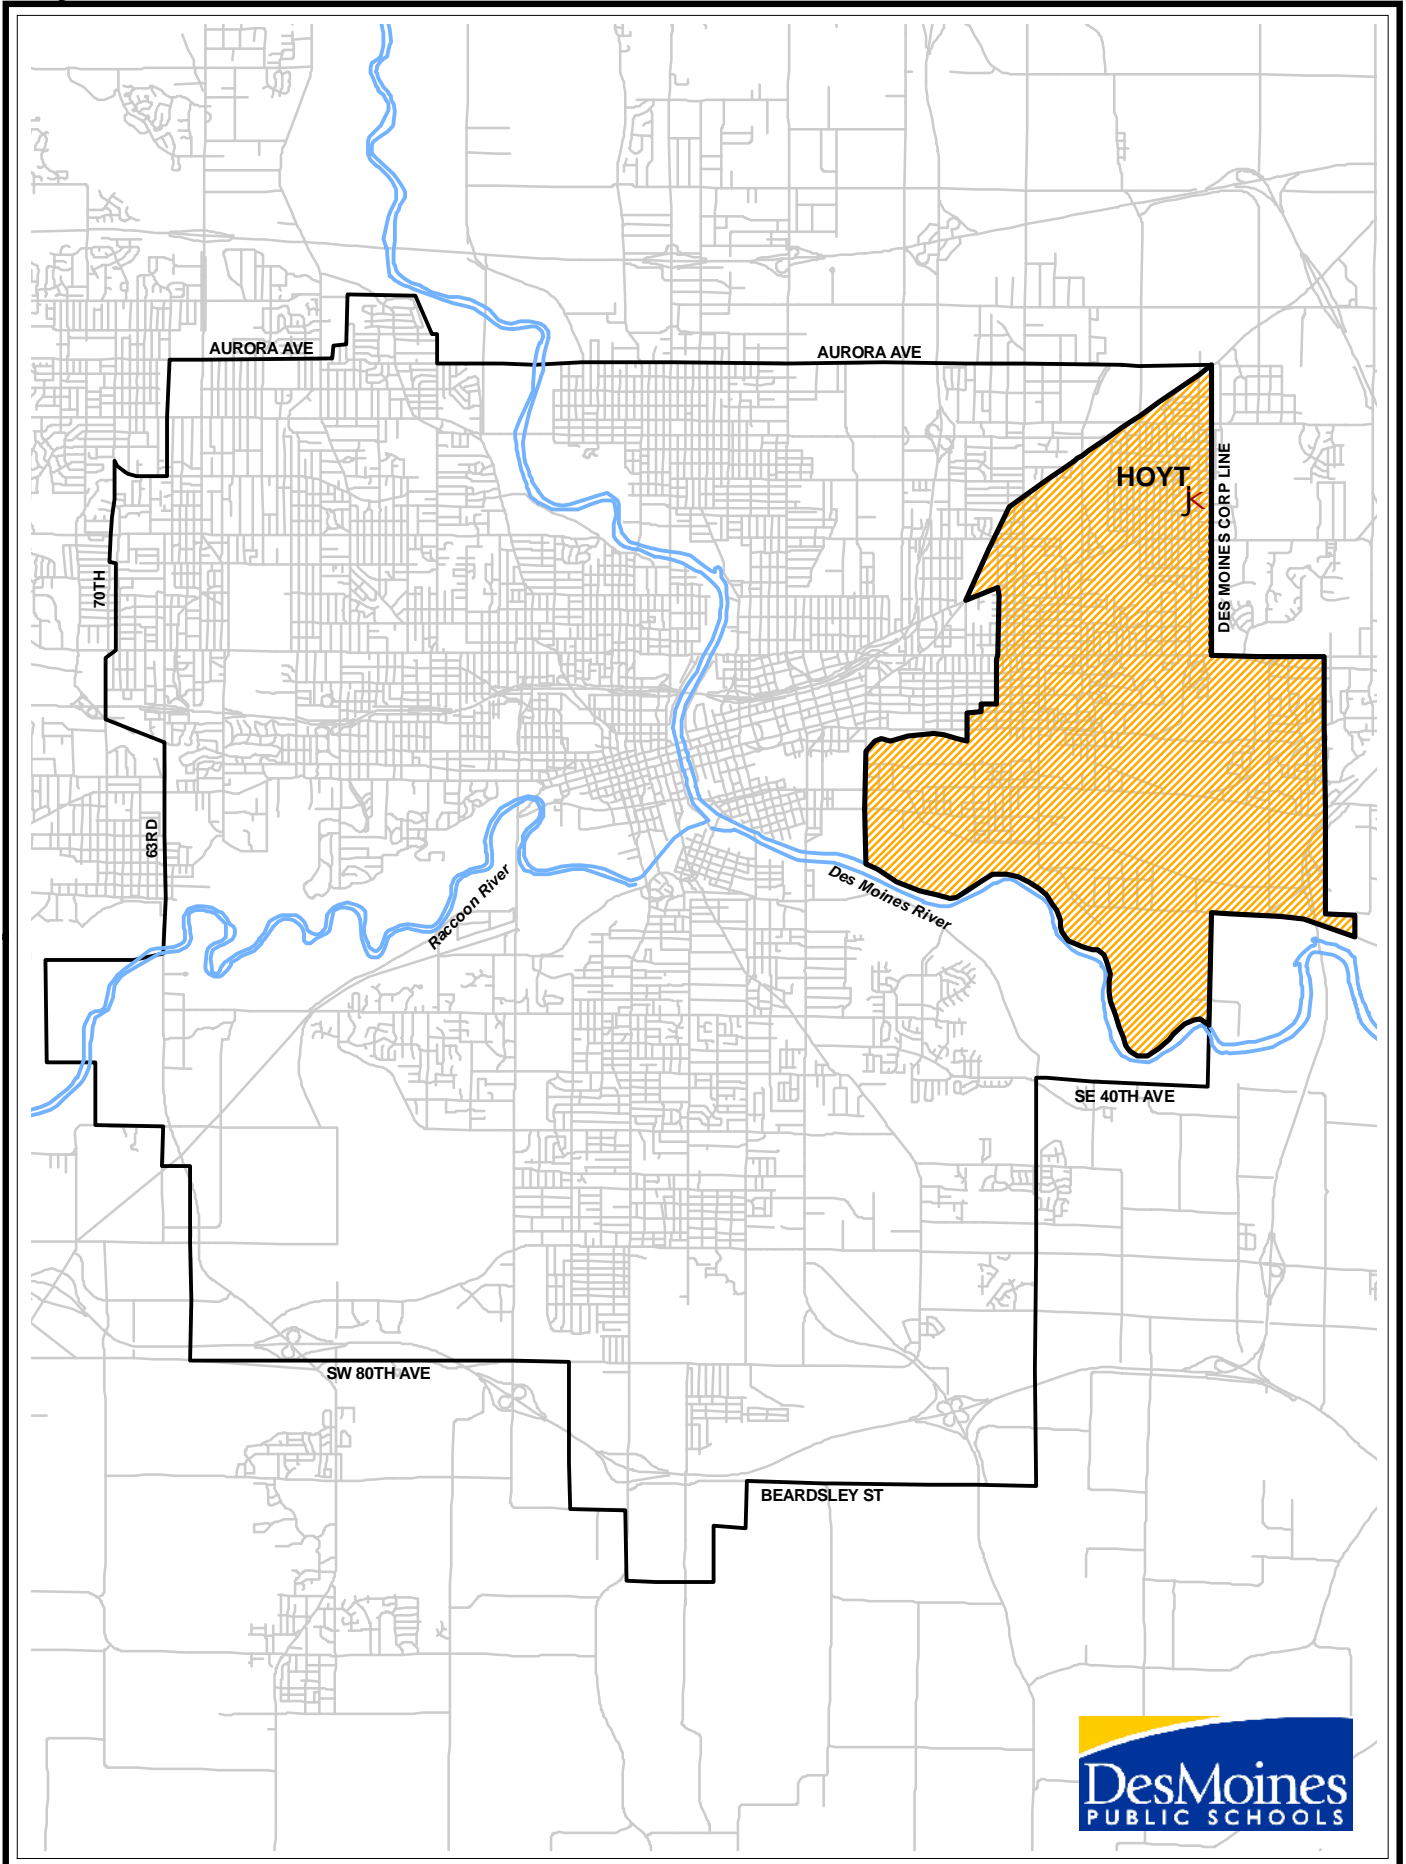 AURORA AVE
AURORA AVE
HOYT
DES MOINES CORP LINE
70TH
63RD
Raccoon River
Des Moines River
SE 40TH AVE
SW 80TH AVE
BEARDSLEY ST
DesMoines
PUBLIC SCHOOLS